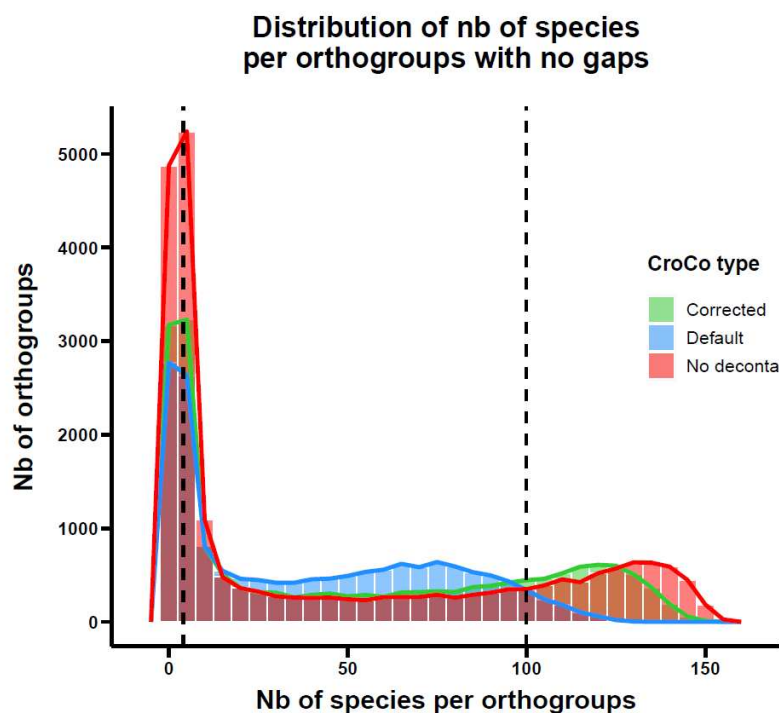 Distribution of nb of species
per orthogroups with no gaps
5000
4000
3000
2000
1000
0
Nb of orthogroups
0 50 100 150
Nb of species per orthogroups
CroCo type
Corrected
Default
No deconta